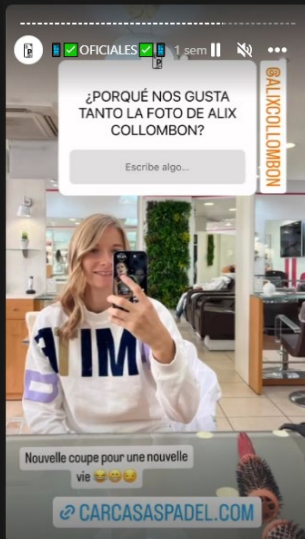 OFICIALES 1 sem
¿PORQUÉ NOS GUSTA
TANTO LA FOTO DE ALIX
COLLOMBON?
Escribe algo...
@ALIXCOLLOMBON
Nouvelle coupe pour une nouvelle
vie 😂😁😏
CARCASASPADEL.COM